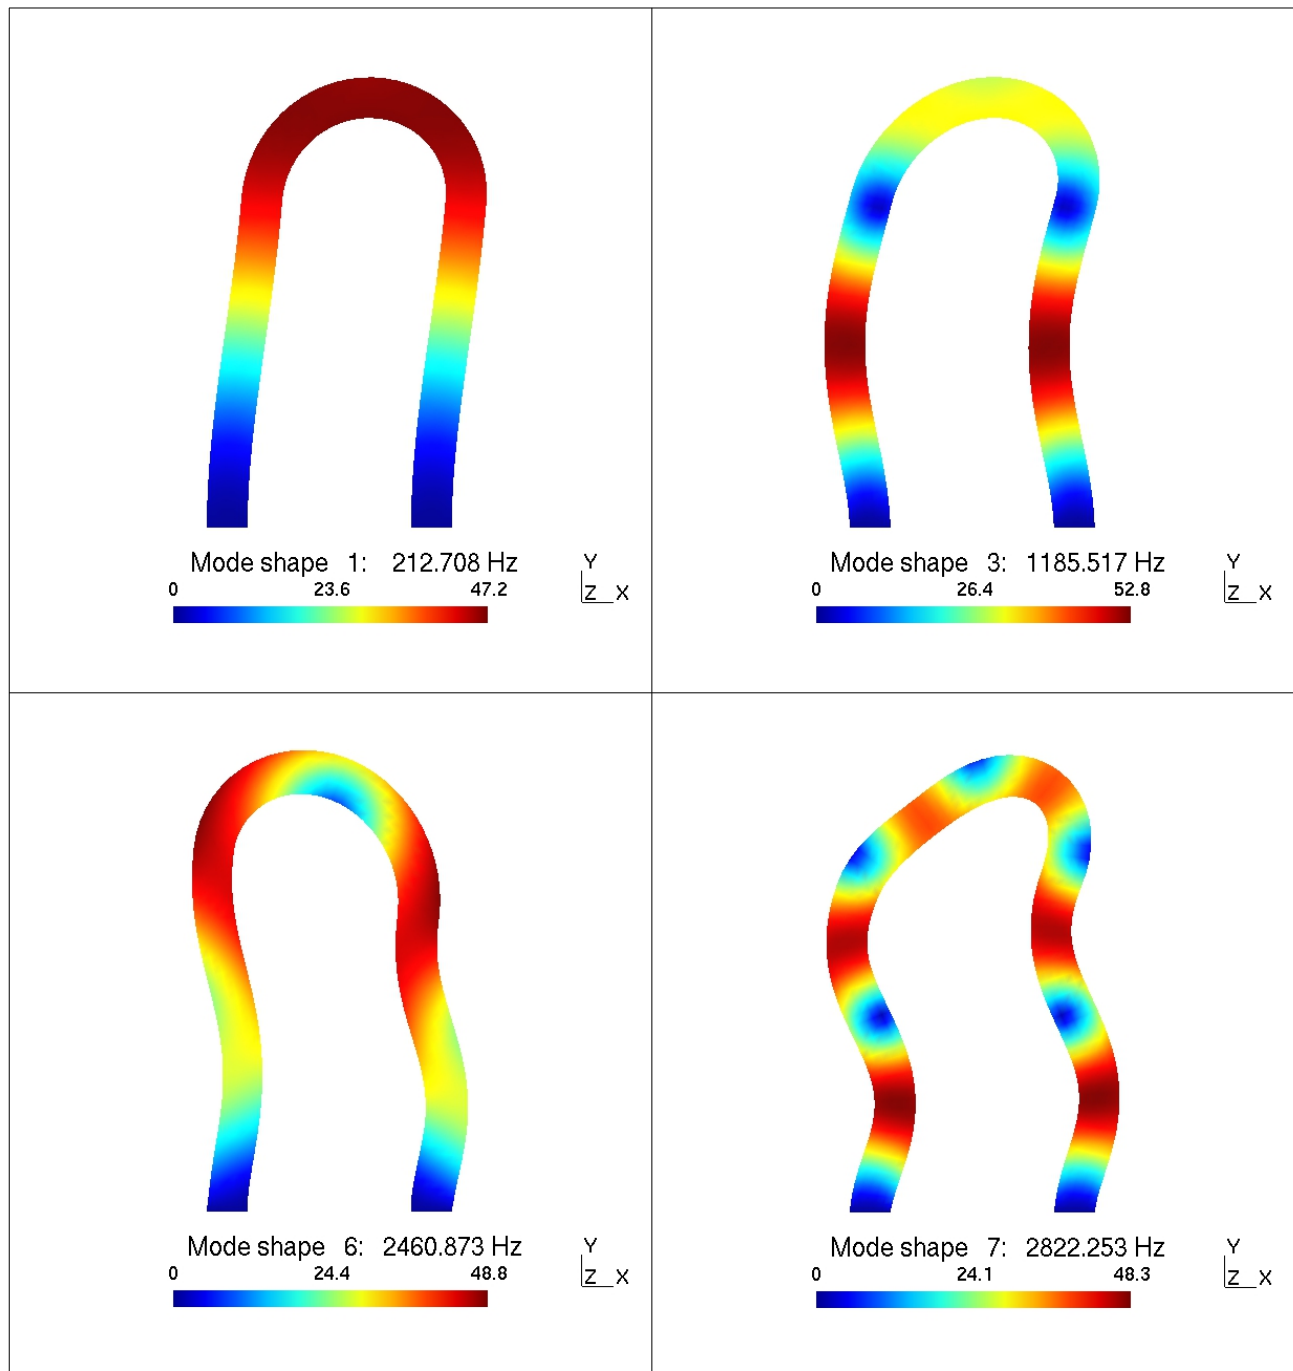 Mode shape 1: 212.708 Hz
0 23.6 47.2
Y
Z X
Mode shape 3: 1185.517 Hz
0 26.4 52.8
Y
Z X
Mode shape 6: 2460.873 Hz
0 24.4 48.8
Y
Z X
Mode shape 7: 2822.253 Hz
0 24.1 48.3
Y
Z X